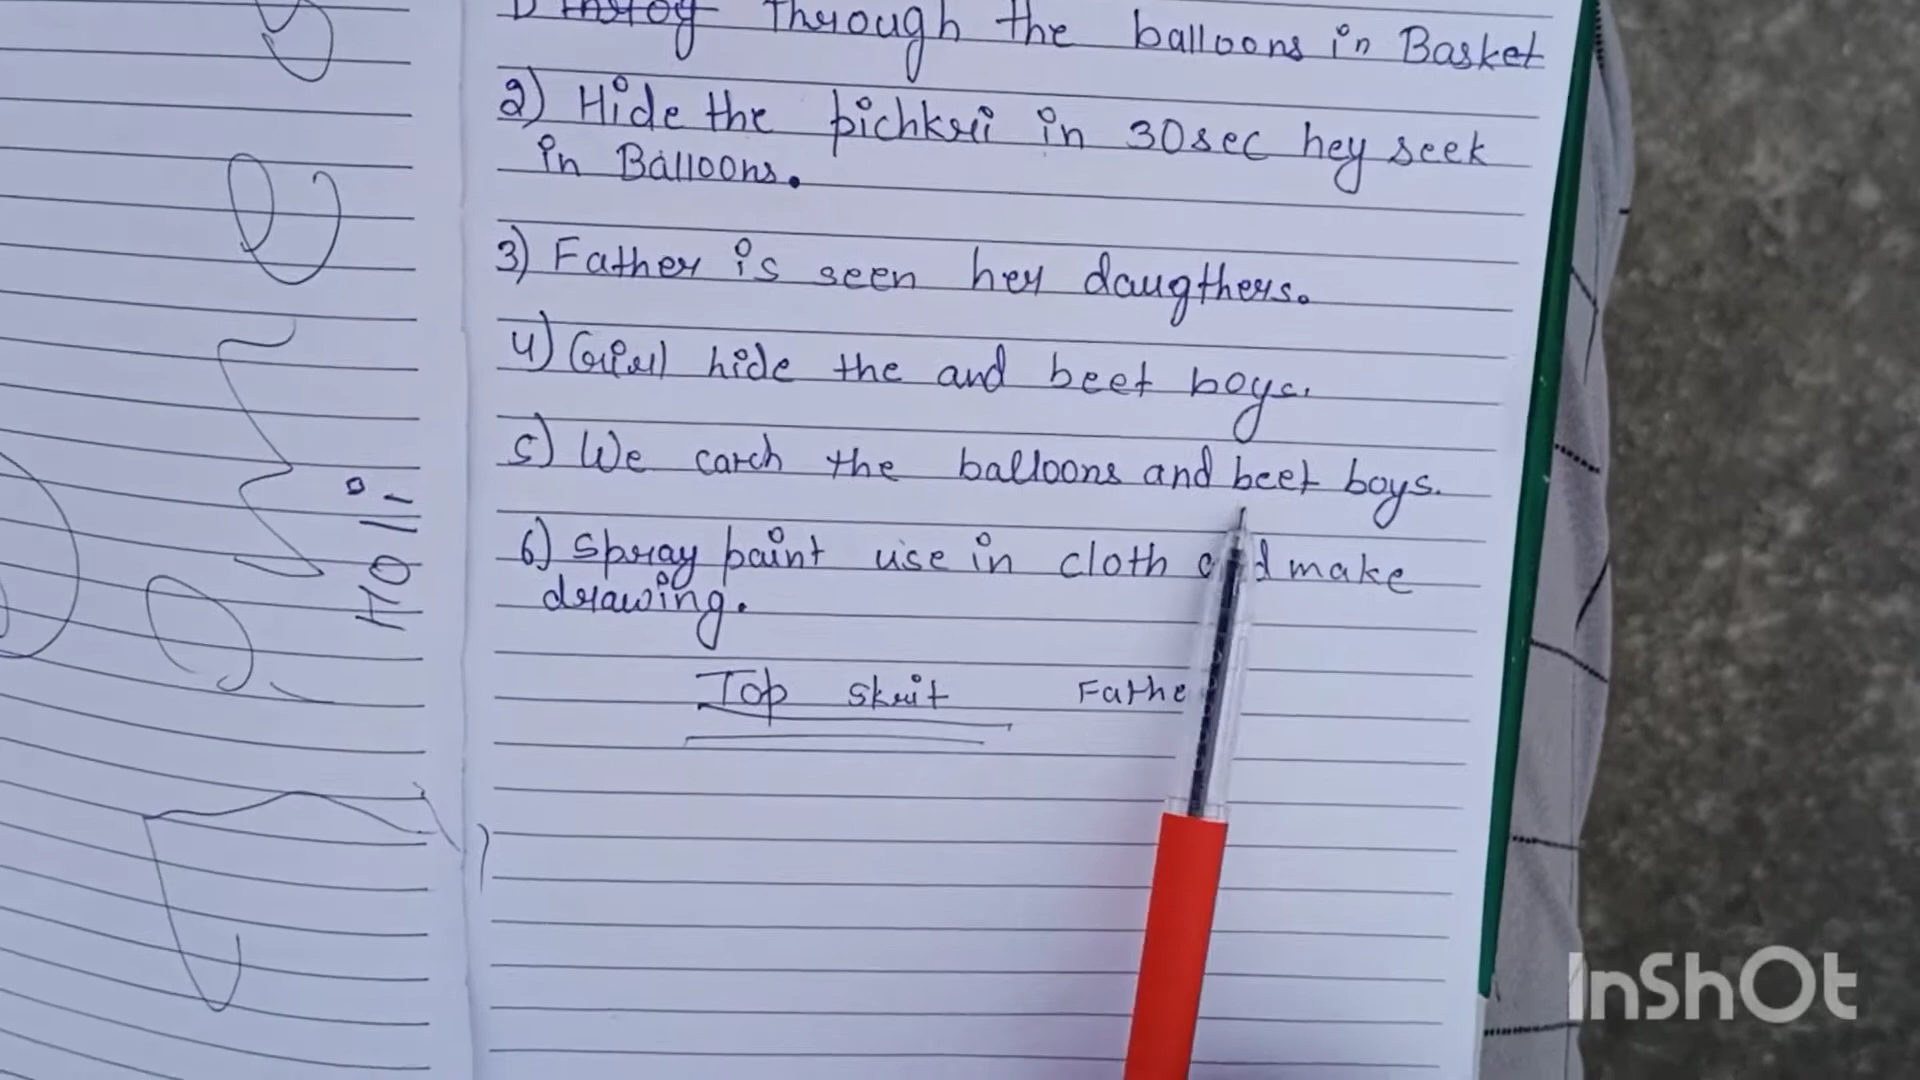 Through the balloons in Basket
2) Hide the pichkri in 30sec her seek
in Balloons.
3) Father is seen her daugthers.
4) Girl hide the and beet boys.
5) We catch the balloons and beet boys.
6) Spray paint use in cloth and make
drawing.
Top skrit Fathe
Holi
InShOt